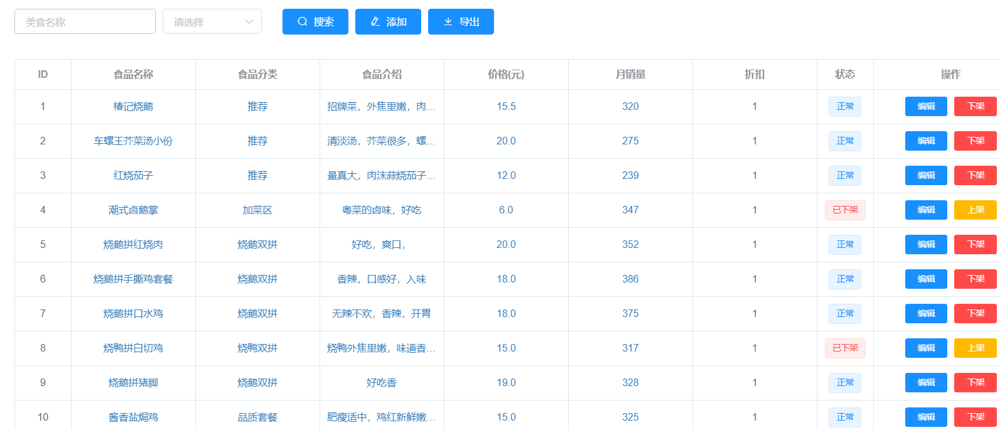 美食名称 请选择 搜索 添加 导出
ID 食品名称 食品分类 食品介绍 价格(元) 月销量 折扣 状态 操作
1 椿记烧鹅 推荐 招牌菜，外焦里嫩，肉… 15.5 320 1 正常 编辑 下架
2 车螺王芥菜汤小份 推荐 清淡汤，芥菜很多，螺… 20.0 275 1 正常 编辑 下架
3 红烧茄子 推荐 量真大，肉沫蒜烧茄子… 12.0 239 1 正常 编辑 下架
4 潮式卤鹅掌 加菜区 粤菜的卤味，好吃 6.0 347 1 已下架 编辑 上架
5 烧鹅拼红烧肉 烧鹅双拼 好吃，爽口， 20.0 352 1 正常 编辑 下架
6 烧鹅拼手撕鸡套餐 烧鹅双拼 香辣，口感好，入味 18.0 386 1 正常 编辑 下架
7 烧鹅拼口水鸡 烧鹅双拼 无辣不欢，香辣，开胃 18.0 375 1 正常 编辑 下架
8 烧鸭拼白切鸡 烧鸭双拼 烧鸭外焦里嫩，味道香… 15.0 317 1 已下架 编辑 上架
9 烧鹅拼猪脚 烧鹅双拼 好吃香 19.0 328 1 正常 编辑 下架
10 酱香盐焗鸡 品质套餐 肥瘦适中，鸡红新鲜嫩… 15.0 325 1 正常 编辑 下架